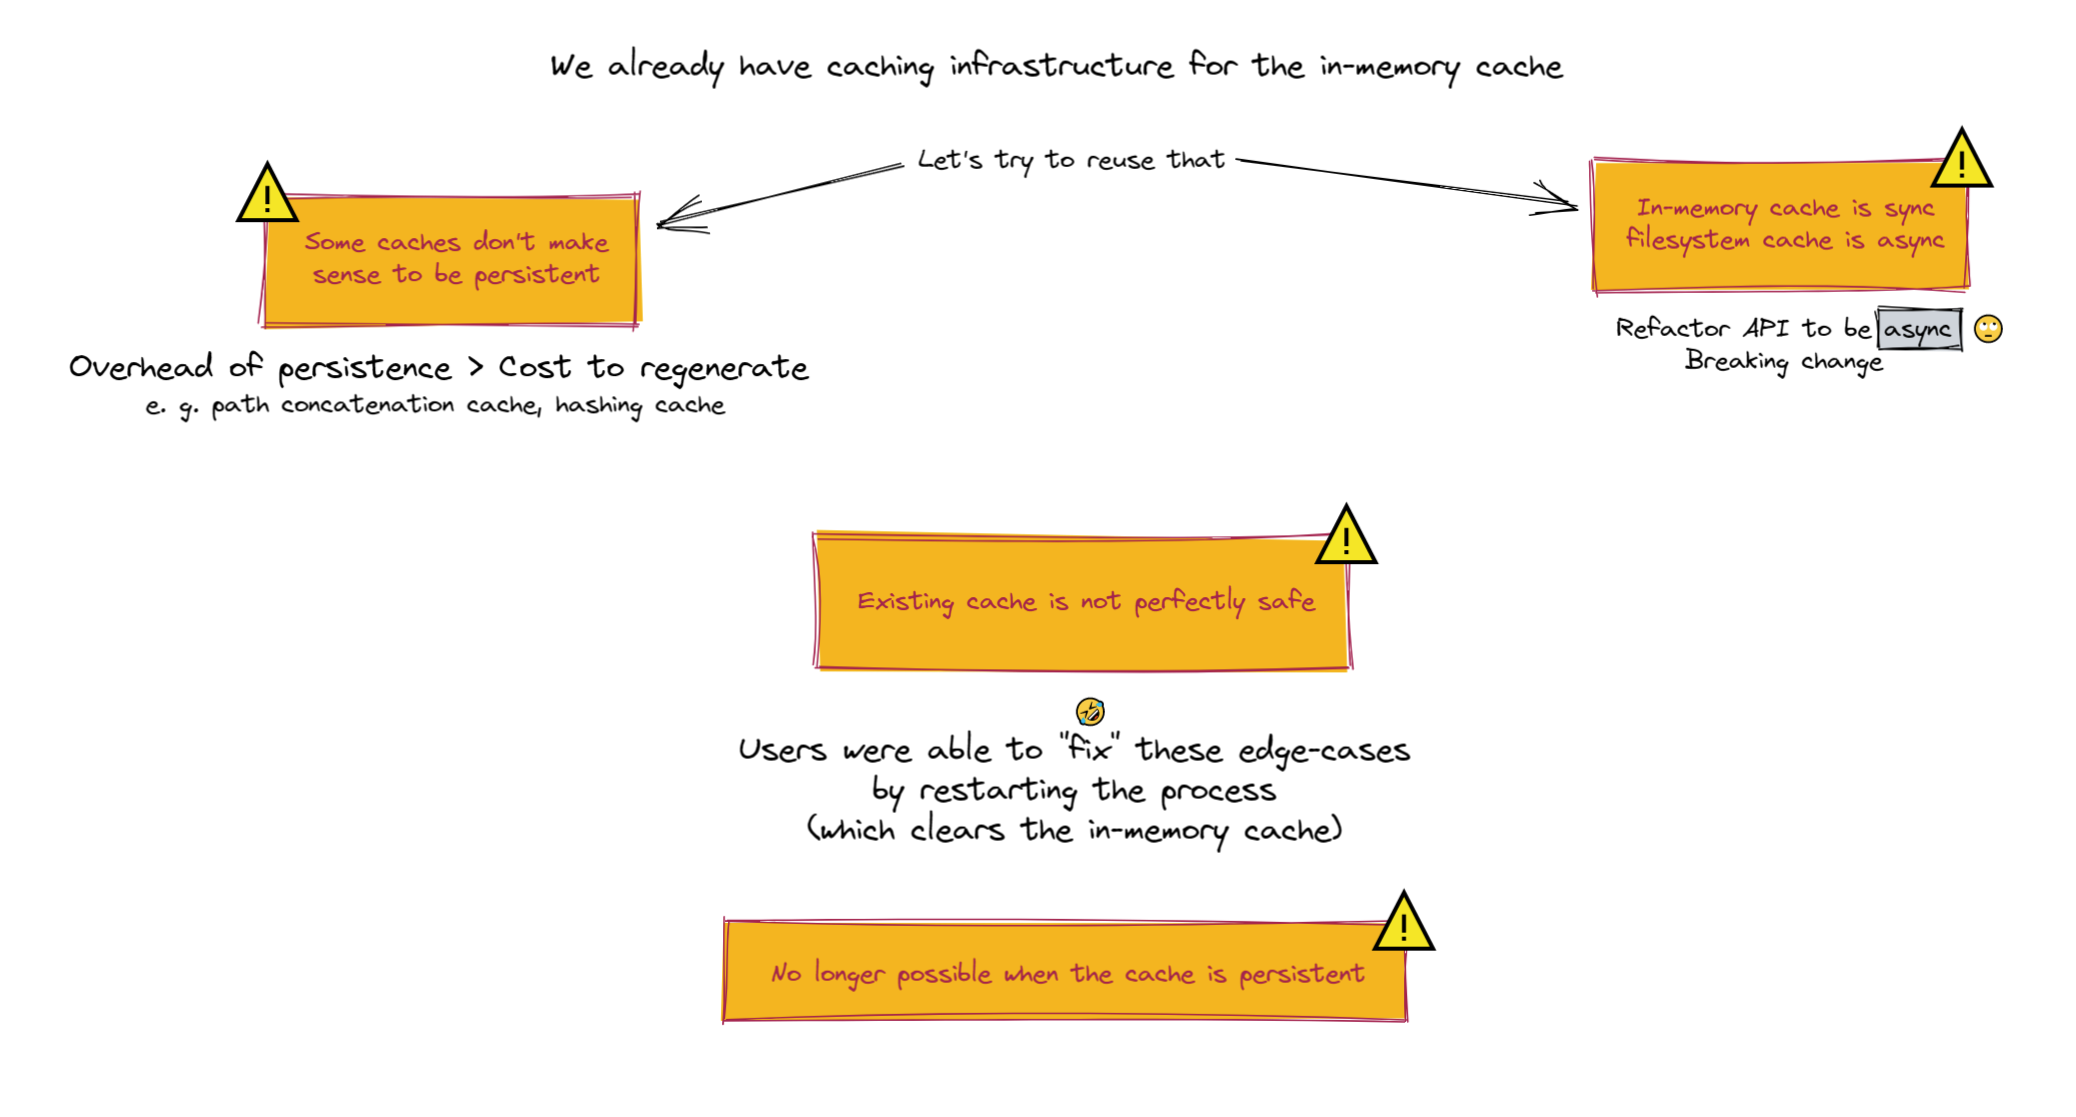 We already have caching infrastructure for the in-memory cache
Let's try to reuse that
!
Some caches don't make
sense to be persistent
Overhead of persistence > Cost to regenerate
e. g. path concatenation cache, hashing cache
!
In-memory cache is sync
filesystem cache is async
Refactor API to be async
Breaking change
!
Existing cache is not perfectly safe
Users were able to "fix" these edge-cases
by restarting the process
(which clears the in-memory cache)
!
No longer possible when the cache is persistent